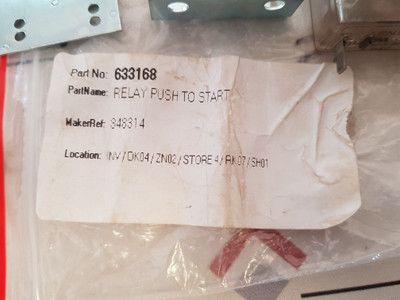 Part No: 633168
PartName: RELAY PUSH TO START
MakerRef: 348314
Location: INV / DK04 / ZN02 / STORE 4 / RK07 / SH01